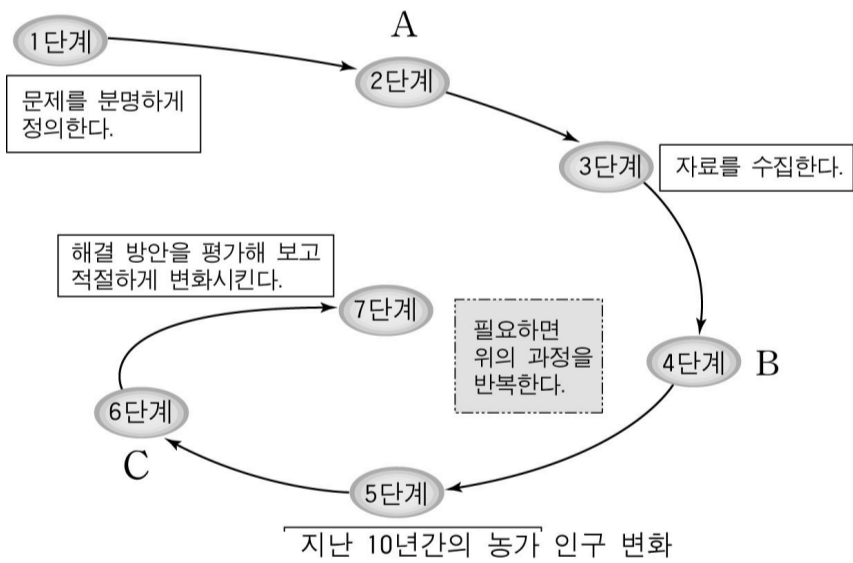 A
1단계
2단계
문제를 분명하게
정의한다.
3단계
자료를 수집한다.
해결 방안을 평가해 보고
적절하게 변화시킨다.
7단계
필요하면
위의 과정을
반복한다.
4단계
B
6단계
C
5단계
지난 10년간의 농가 인구 변화